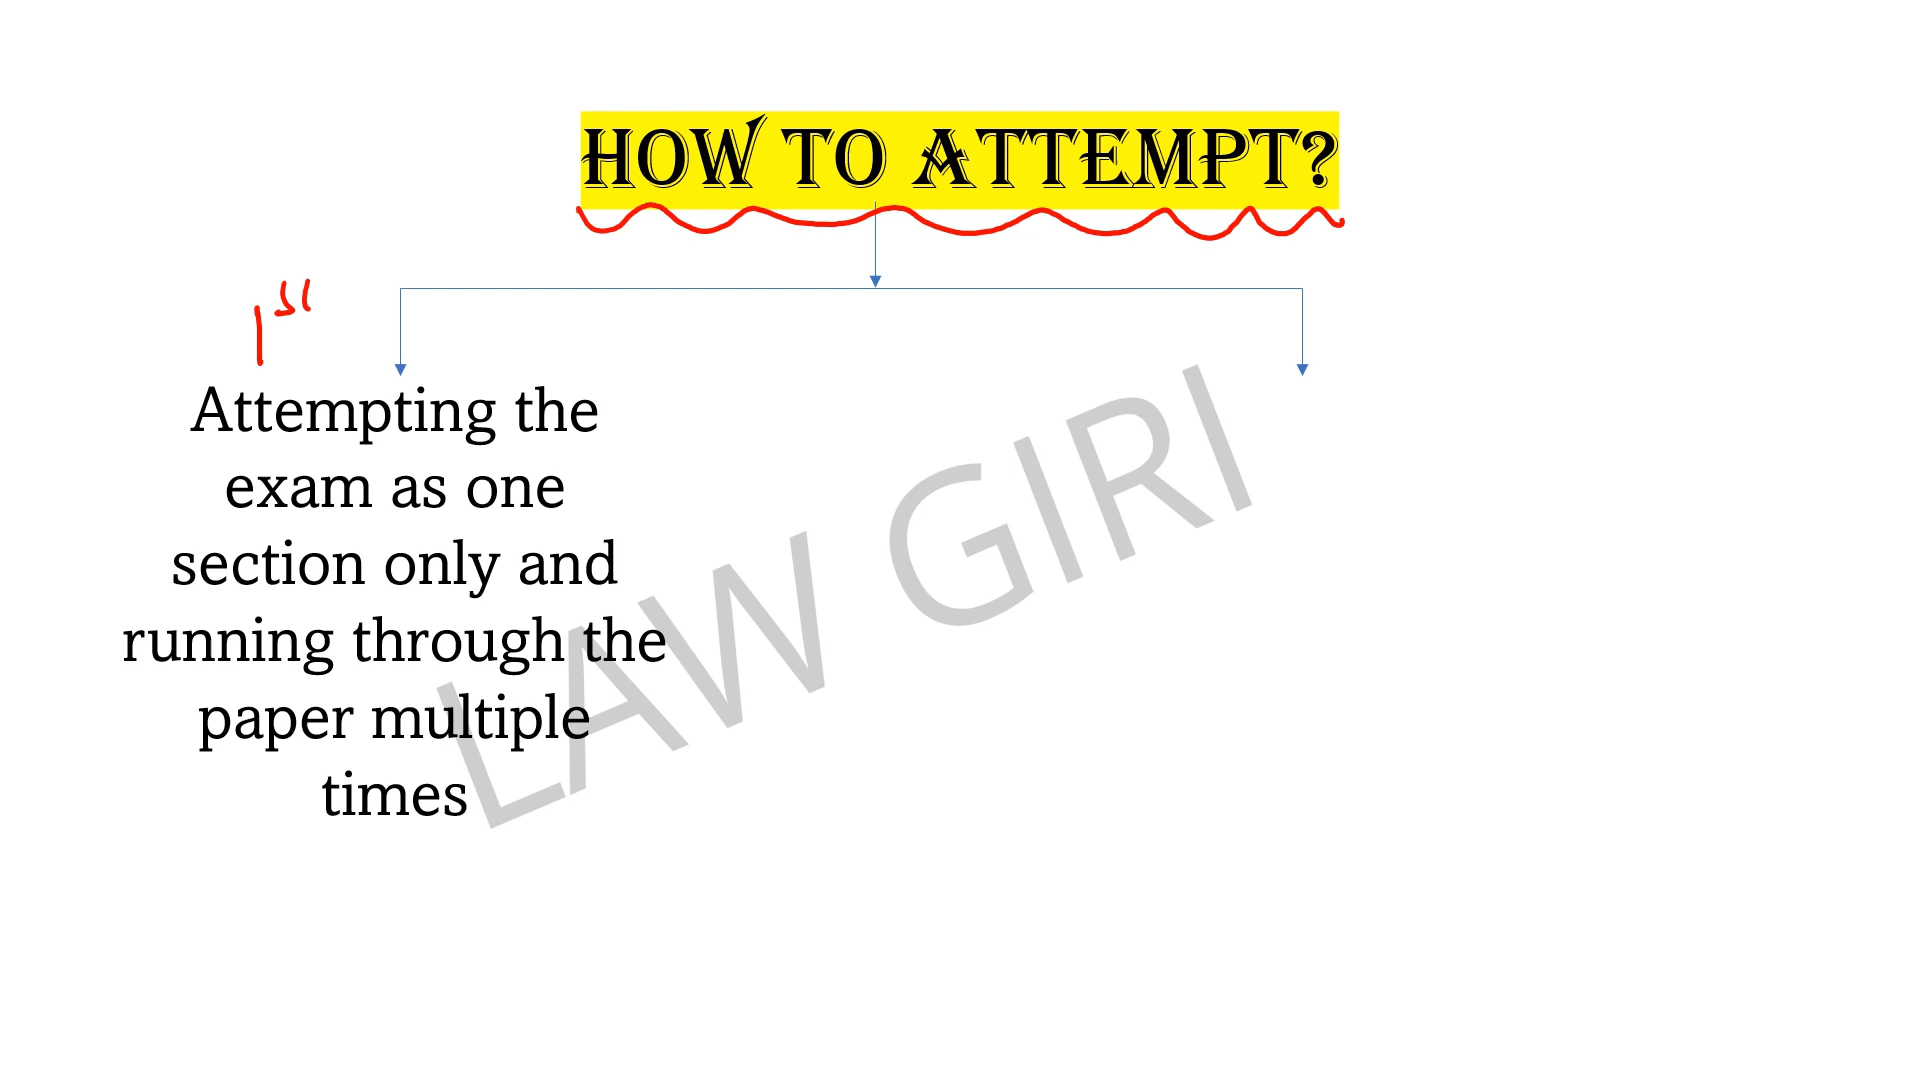 HOW TO ATTEMPT?
1st
Attempting the
exam as one
section only and
running through the
paper multiple
times
LAW GIRI